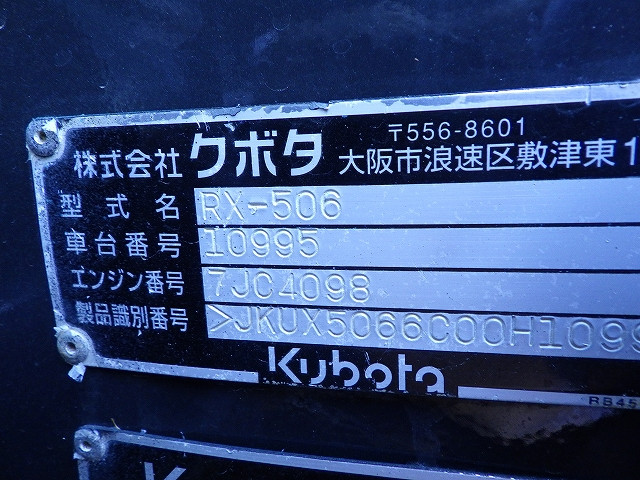 〒556-8601
株式会社 クボタ 大阪市浪速区敷津東1
型式名 RX-506
車台番号 10995
エンジン番号 7JC4098
製品識別番号 >JKUX5066C00H1099
Kubota
RB45